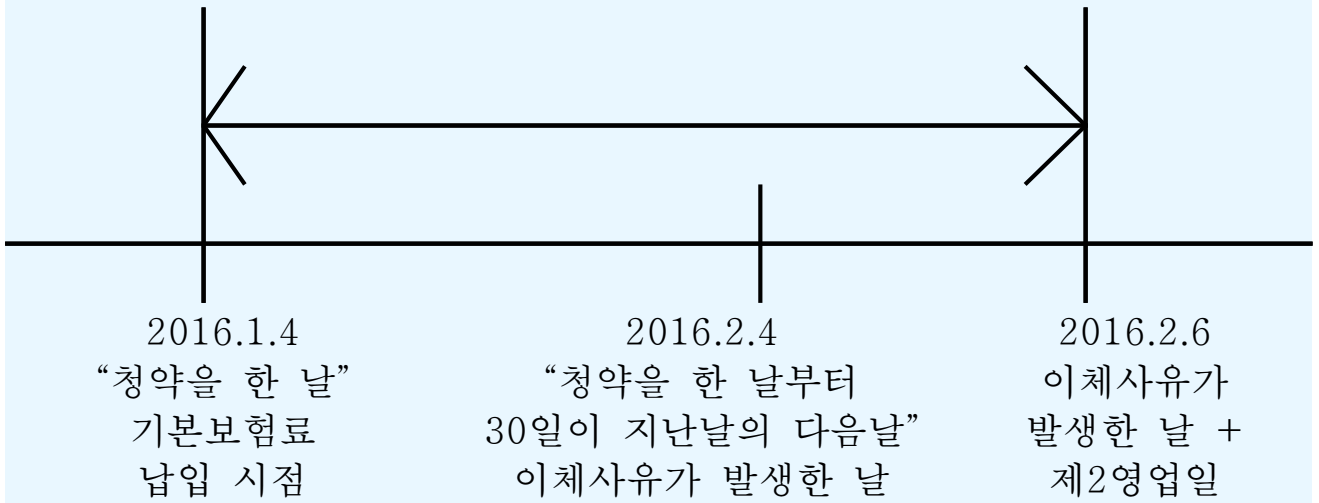 2016.1.4
“청약을 한 날”
기본보험료
납입 시점
2016.2.4
“청약을 한 날부터
30일이 지난날의 다음날”
이체사유가 발생한 날
2016.2.6
이체사유가
발생한 날 +
제2영업일